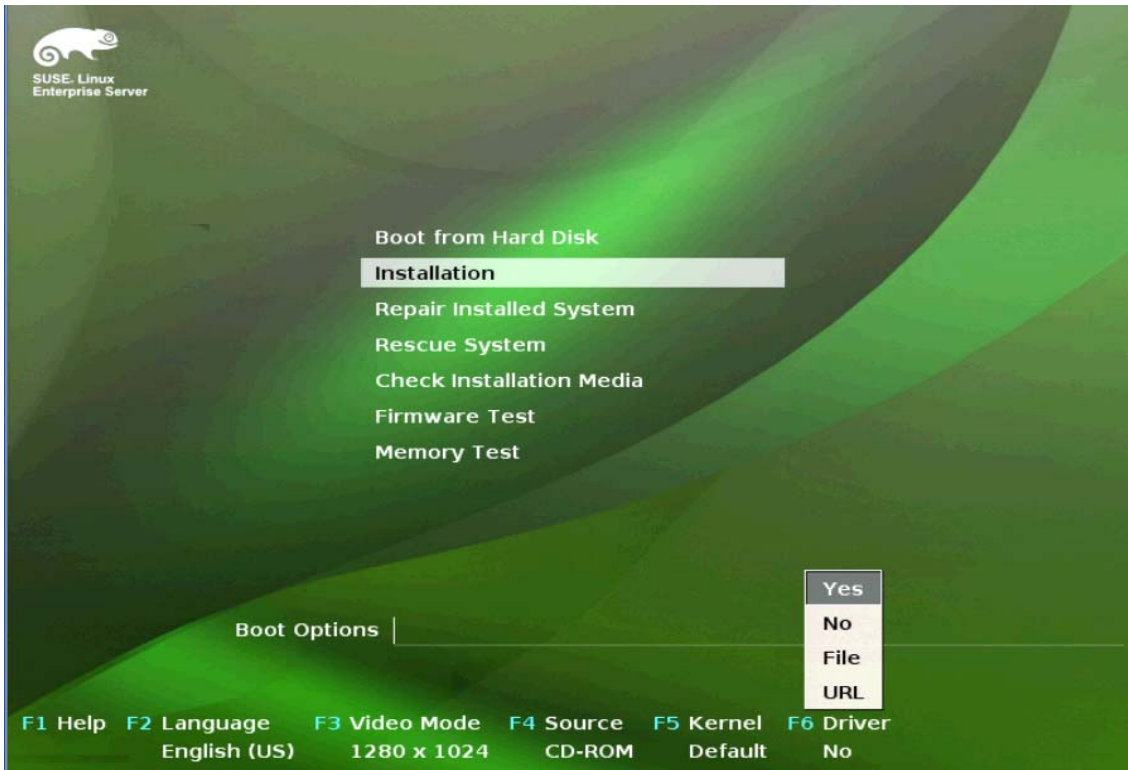 SUSE. Linux
Enterprise Server
Boot from Hard Disk
Installation
Repair Installed System
Rescue System
Check Installation Media
Firmware Test
Memory Test
Yes
No
File
URL
Boot Options
F1 Help F2 Language F3 Video Mode F4 Source F5 Kernel F6 Driver
English (US) 1280 x 1024 CD-ROM Default No